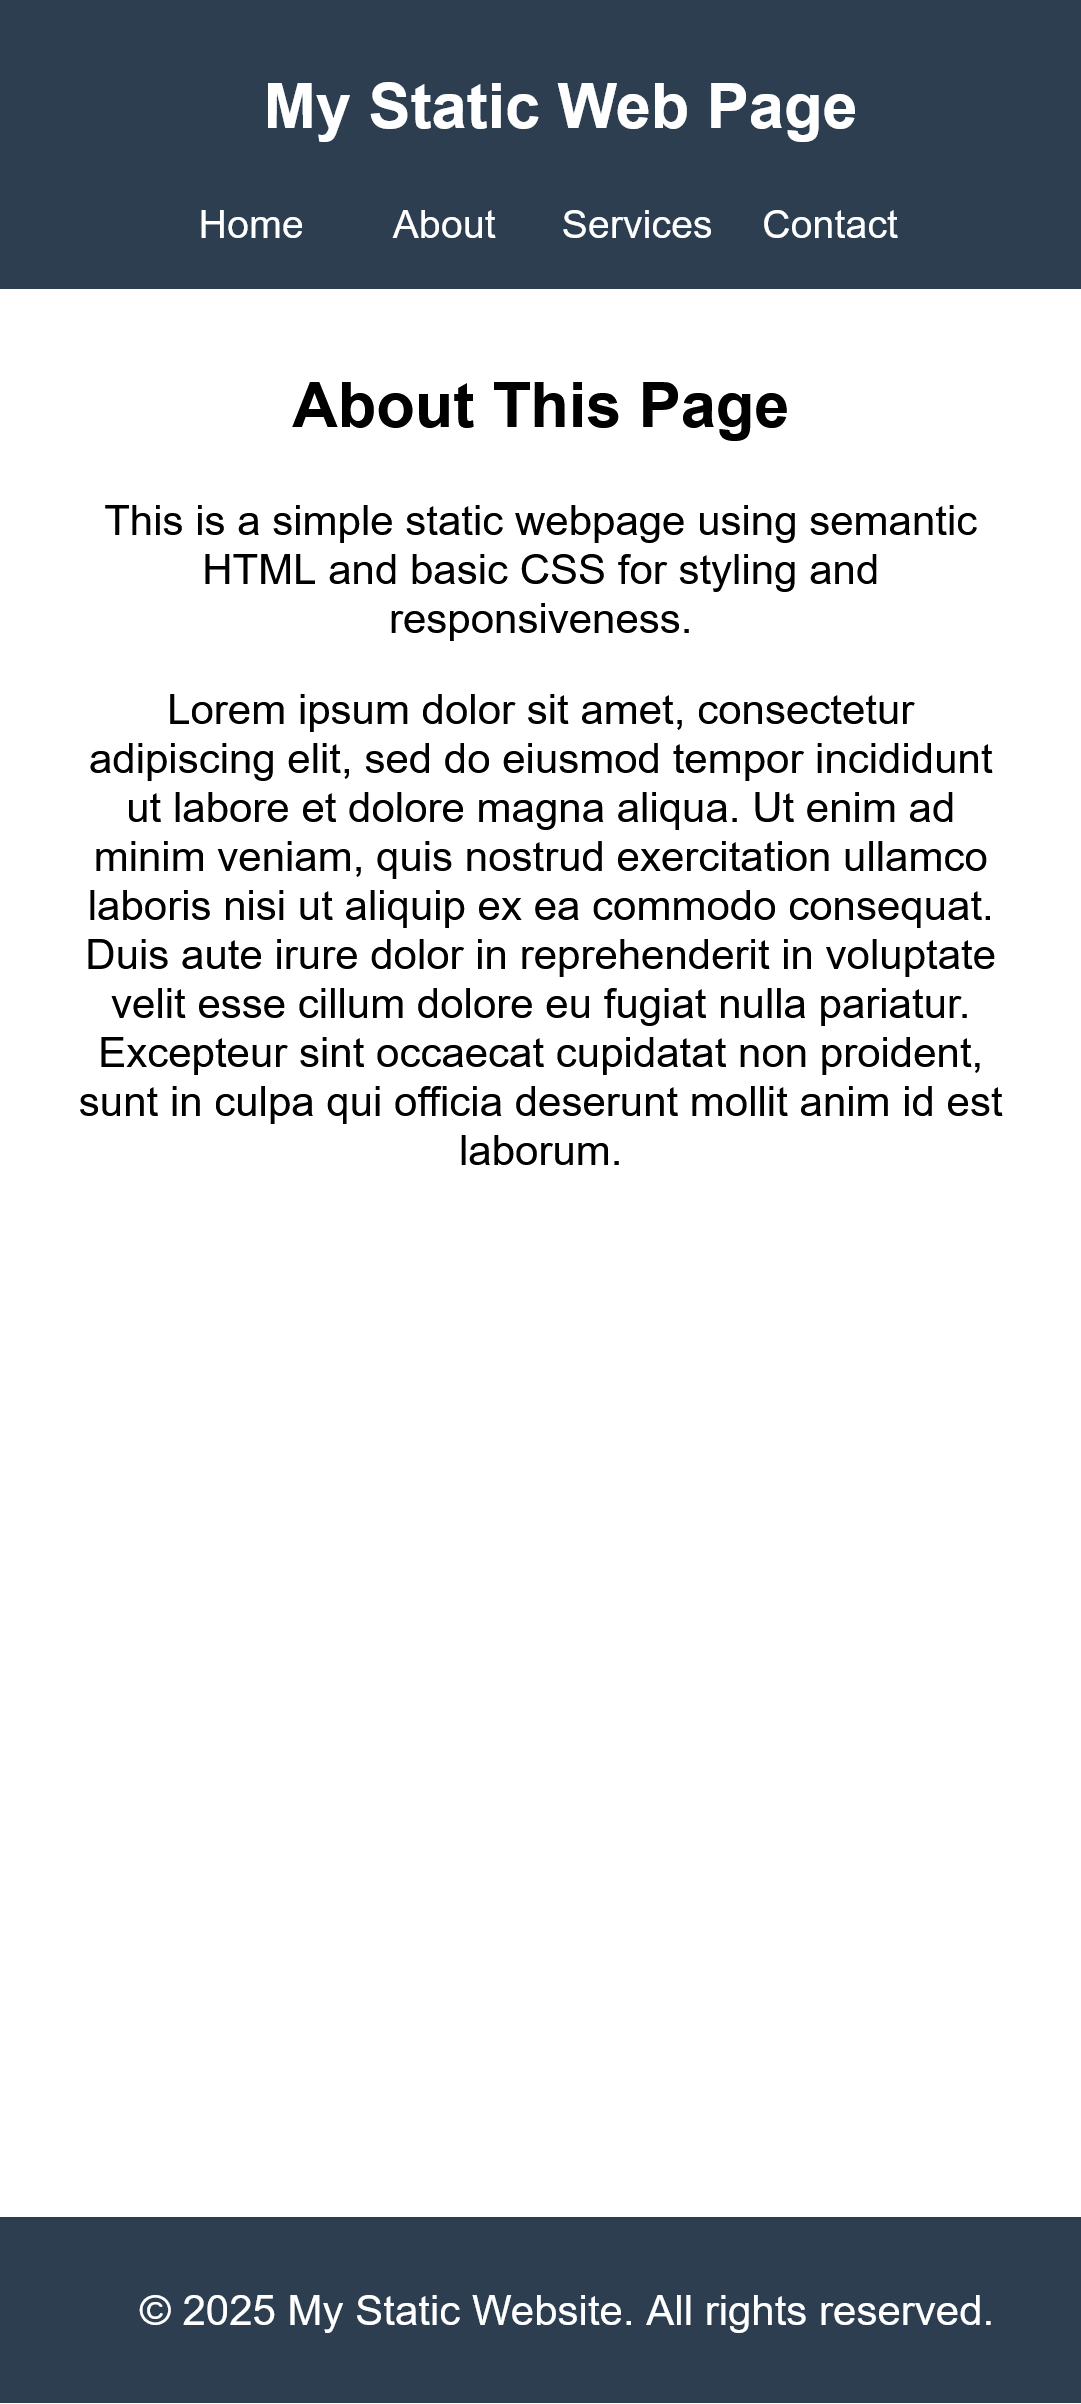 My Static Web Page
Home About Services Contact
About This Page
This is a simple static webpage using semantic
HTML and basic CSS for styling and
responsiveness.
Lorem ipsum dolor sit amet, consectetur
adipiscing elit, sed do eiusmod tempor incididunt
ut labore et dolore magna aliqua. Ut enim ad
minim veniam, quis nostrud exercitation ullamco
laboris nisi ut aliquip ex ea commodo consequat.
Duis aute irure dolor in reprehenderit in voluptate
velit esse cillum dolore eu fugiat nulla pariatur.
Excepteur sint occaecat cupidatat non proident,
sunt in culpa qui officia deserunt mollit anim id est
laborum.
© 2025 My Static Website. All rights reserved.